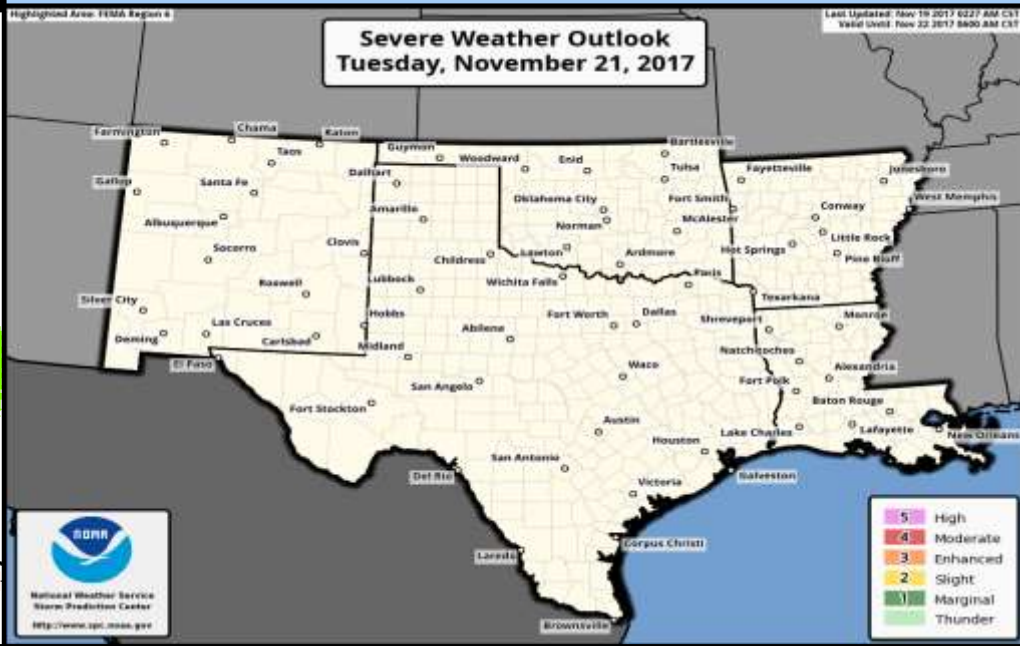 Highlighted Area: FEMA Region 6
Last Updated: Nov 19 2017 0227 AM CST
Valid Until: Nov 22 2017 0600 AM CST
Severe Weather Outlook
Tuesday, November 21, 2017
Farmington
Chama
Raton
Taos
Guymon
Woodward
Enid
Bartlesville
Tulsa
Fayetteville
Jonesboro
Gallup
Santa Fe
Dalhart
Oklahoma City
Fort Smith
West Memphis
Albuquerque
Amarillo
Norman
McAlester
Conway
Socorro
Clovis
Childress
Lawton
Ardmore
Hot Springs
Little Rock
Pine Bluff
Roswell
Lubbock
Wichita Falls
Paris
Texarkana
Silver City
Las Cruces
Hobbs
Abilene
Fort Worth
Dallas
Shreveport
Monroe
Deming
Carlsbad
Midland
Natchitoches
El Paso
San Angelo
Waco
Fort Polk
Alexandria
Fort Stockton
Baton Rouge
Austin
Houston
Lake Charles
Lafayette
New Orleans
San Antonio
Del Rio
Galveston
Victoria
Corpus Christi
Laredo
Brownsville
NOAA
National Weather Service
Storm Prediction Center
http://www.spc.noaa.gov
5 High
4 Moderate
3 Enhanced
2 Slight
1 Marginal
Thunder